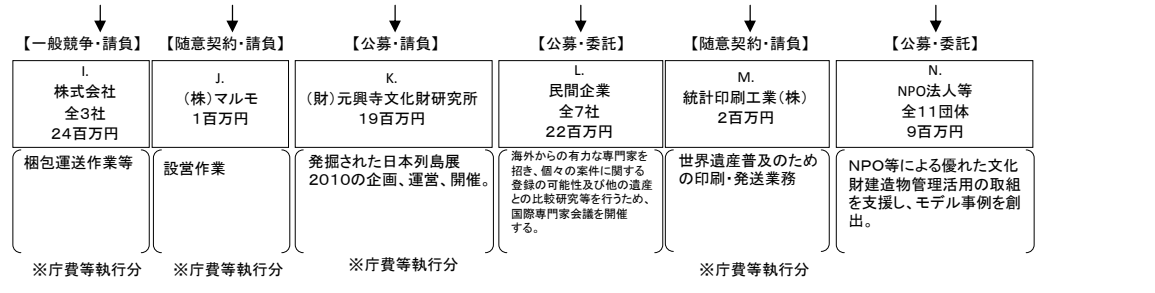 【一般競争・請負】
【随意契約・請負】
【公募・請負】
【公募・委託】
【随意契約・請負】
【公募・委託】
I.
株式会社
全3社
24百万円
J.
(株)マルモ
1百万円
K.
(財)元興寺文化財研究所
19百万円
L.
民間企業
全7社
22百万円
M.
統計印刷工業(株)
2百万円
N.
NPO法人等
全11団体
9百万円
梱包運送作業等
設営作業
発掘された日本列島展
2010の企画、運営、開催。
海外からの有力な専門家を
招き、個々の案件に関する
登録の可能性及び他の遺産
との比較研究等を行うため、
国際専門家会議を開催
する。
世界遺産普及のため
の印刷・発送業務
NPO等による優れた文化
財建造物管理活用の取組
を支援し、モデル事例を創
出。
※庁費等執行分
※庁費等執行分
※庁費等執行分
※庁費等執行分